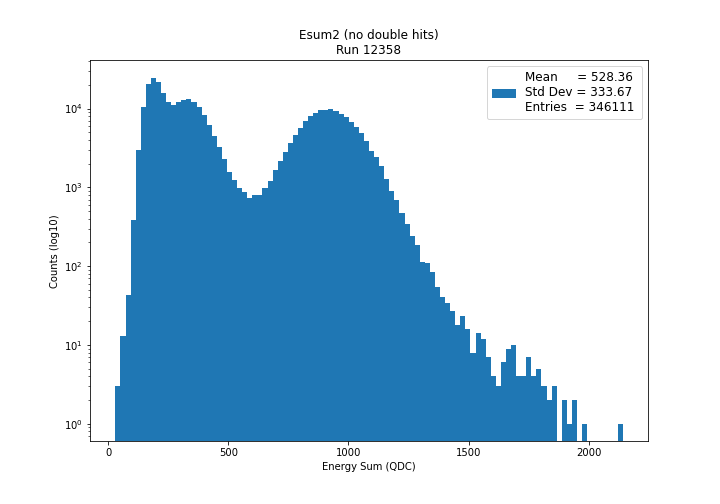 Esum2 (no double hits)
Run 12358
Mean = 528.36
Std Dev = 333.67
Entries = 346111
Counts (log10)
10⁴
10³
10²
10¹
10⁰
0 500 1000 1500 2000
Energy Sum (QDC)